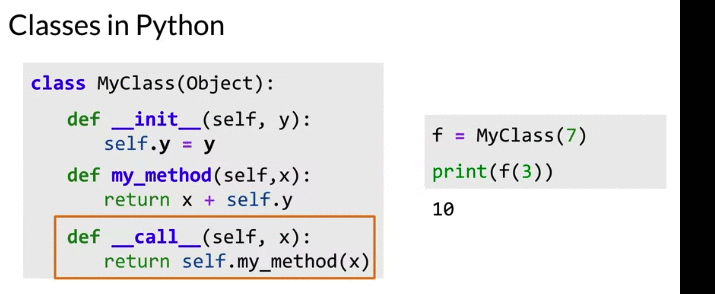 Classes in Python
class MyClass(Object):
def __init__(self, y):
self.y = y
def my_method(self,x):
return x + self.y
def __call__(self, x):
return self.my_method(x)
f = MyClass(7)
print(f(3))
10